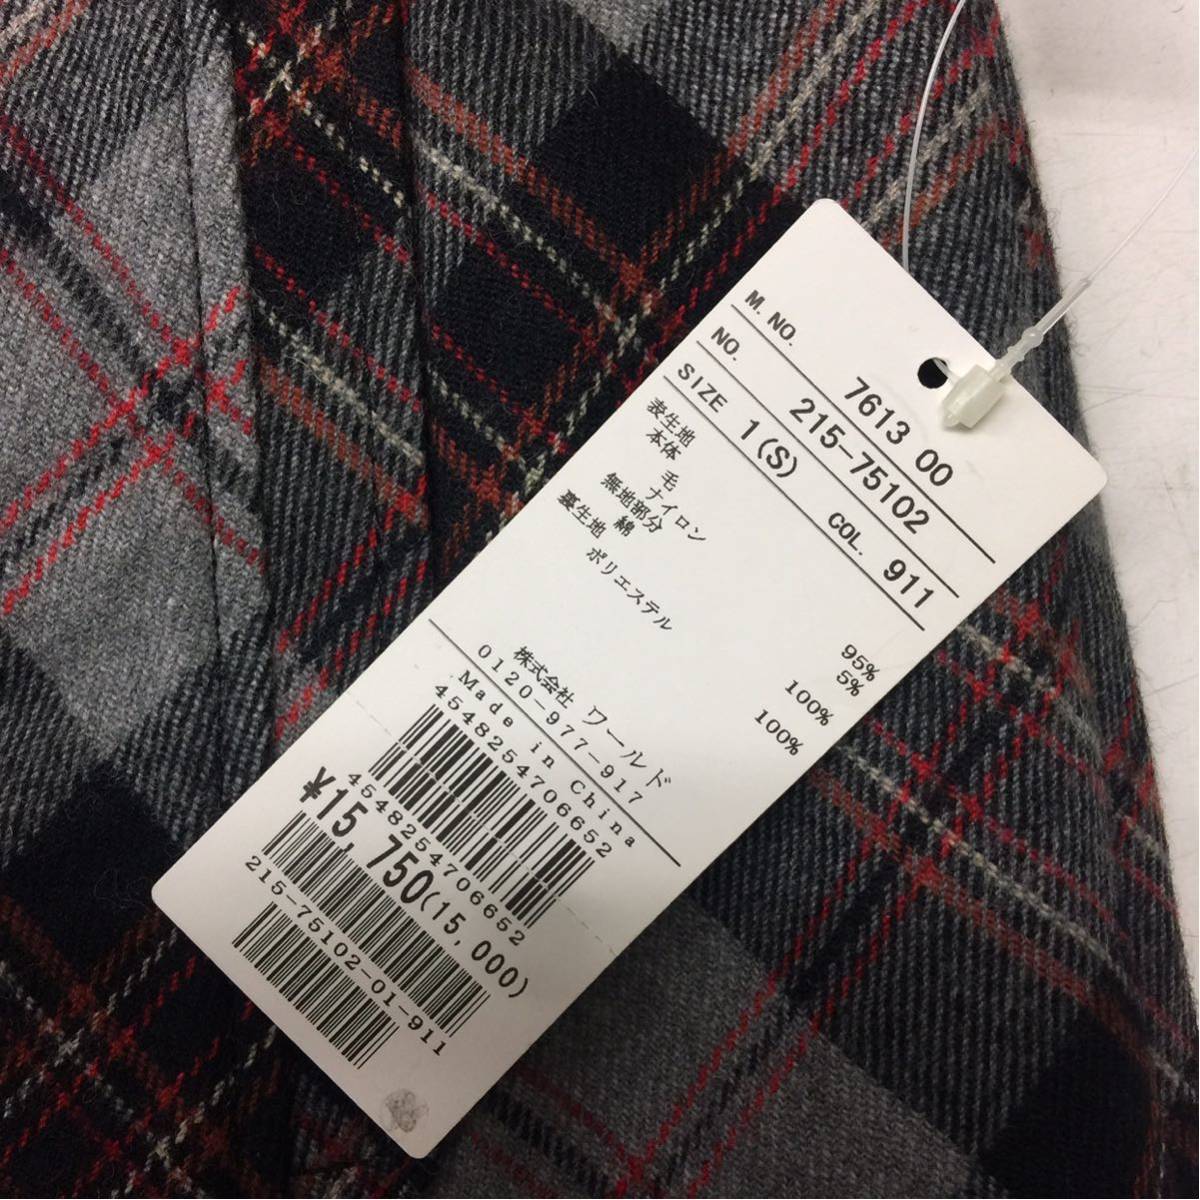 M. NO. 7613 00
NO. 215-75102
SIZE 1(S) COL. 911
表生地
本体 毛 95%
ナイロン 5%
無地部分 綿 100%
裏生地 ポリエステル 100%
株式会社 ワールド
0120-977-917
Made in China
4548254706652
4548254706652
¥15,750(15,000)
215-75102-01-911